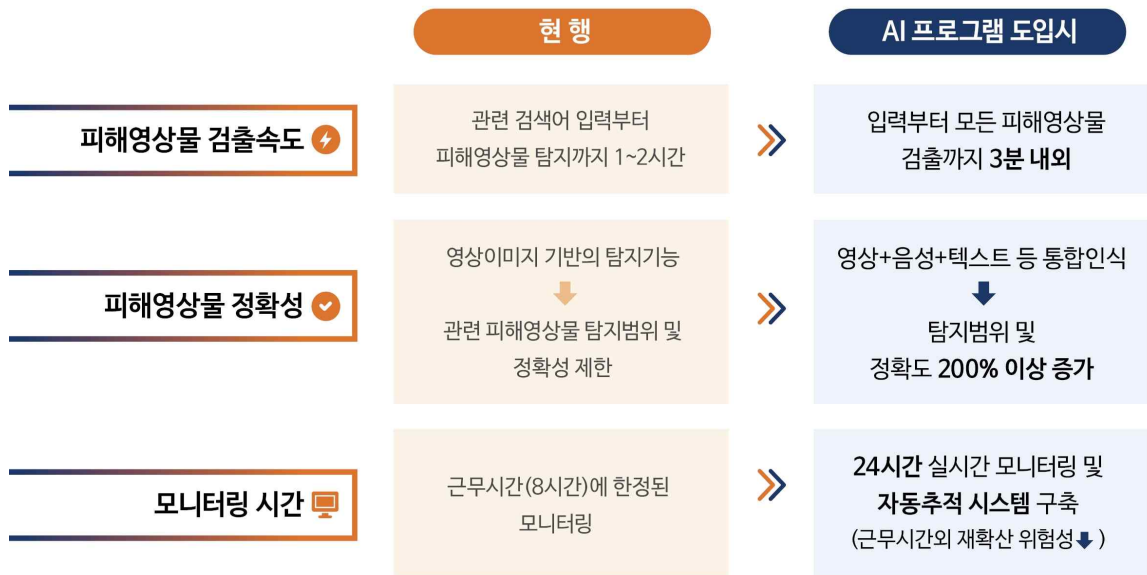 현 행
AI 프로그램 도입시
피해영상물 검출속도
관련 검색어 입력부터
피해영상물 탐지까지 1~2시간
입력부터 모든 피해영상물
검출까지 3분 내외
피해영상물 정확성
영상이미지 기반의 탐지기능
관련 피해영상물 탐지범위 및
정확성 제한
영상+음성+텍스트 등 통합인식
탐지범위 및
정확도 200% 이상 증가
모니터링 시간
근무시간(8시간)에 한정된
모니터링
24시간 실시간 모니터링 및
자동추적 시스템 구축
(근무시간외 재확산 위험성⬇)